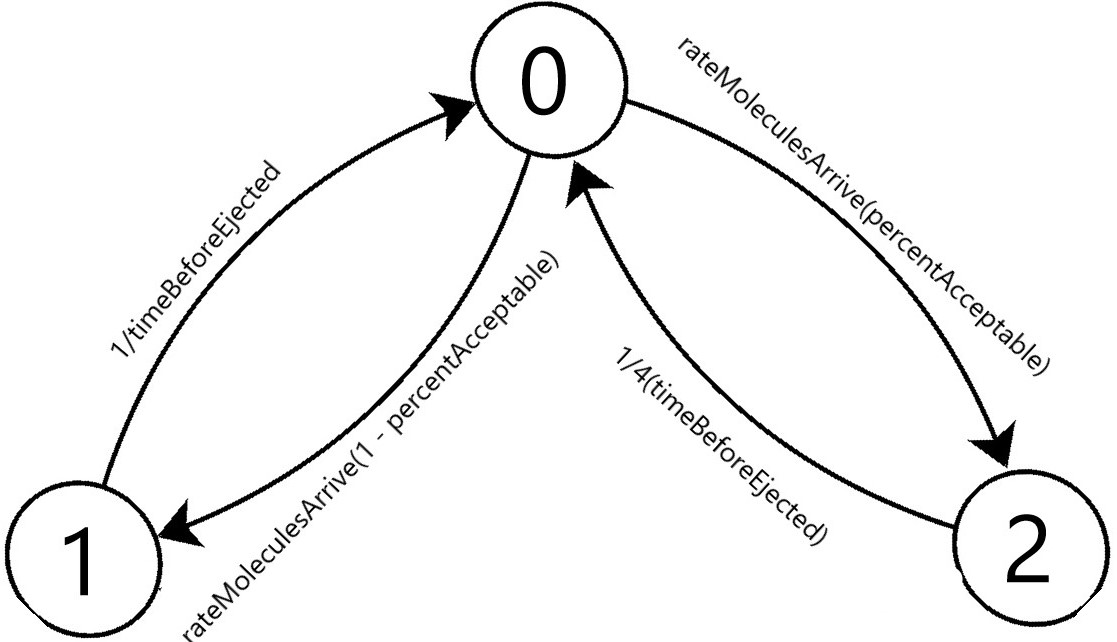 0
rateMoleculesArrive(percentAcceptable)
1/timeBeforeEjected
rateMoleculesArrive(1 - percentAcceptable)
1/4(timeBeforeEjected)
1
2